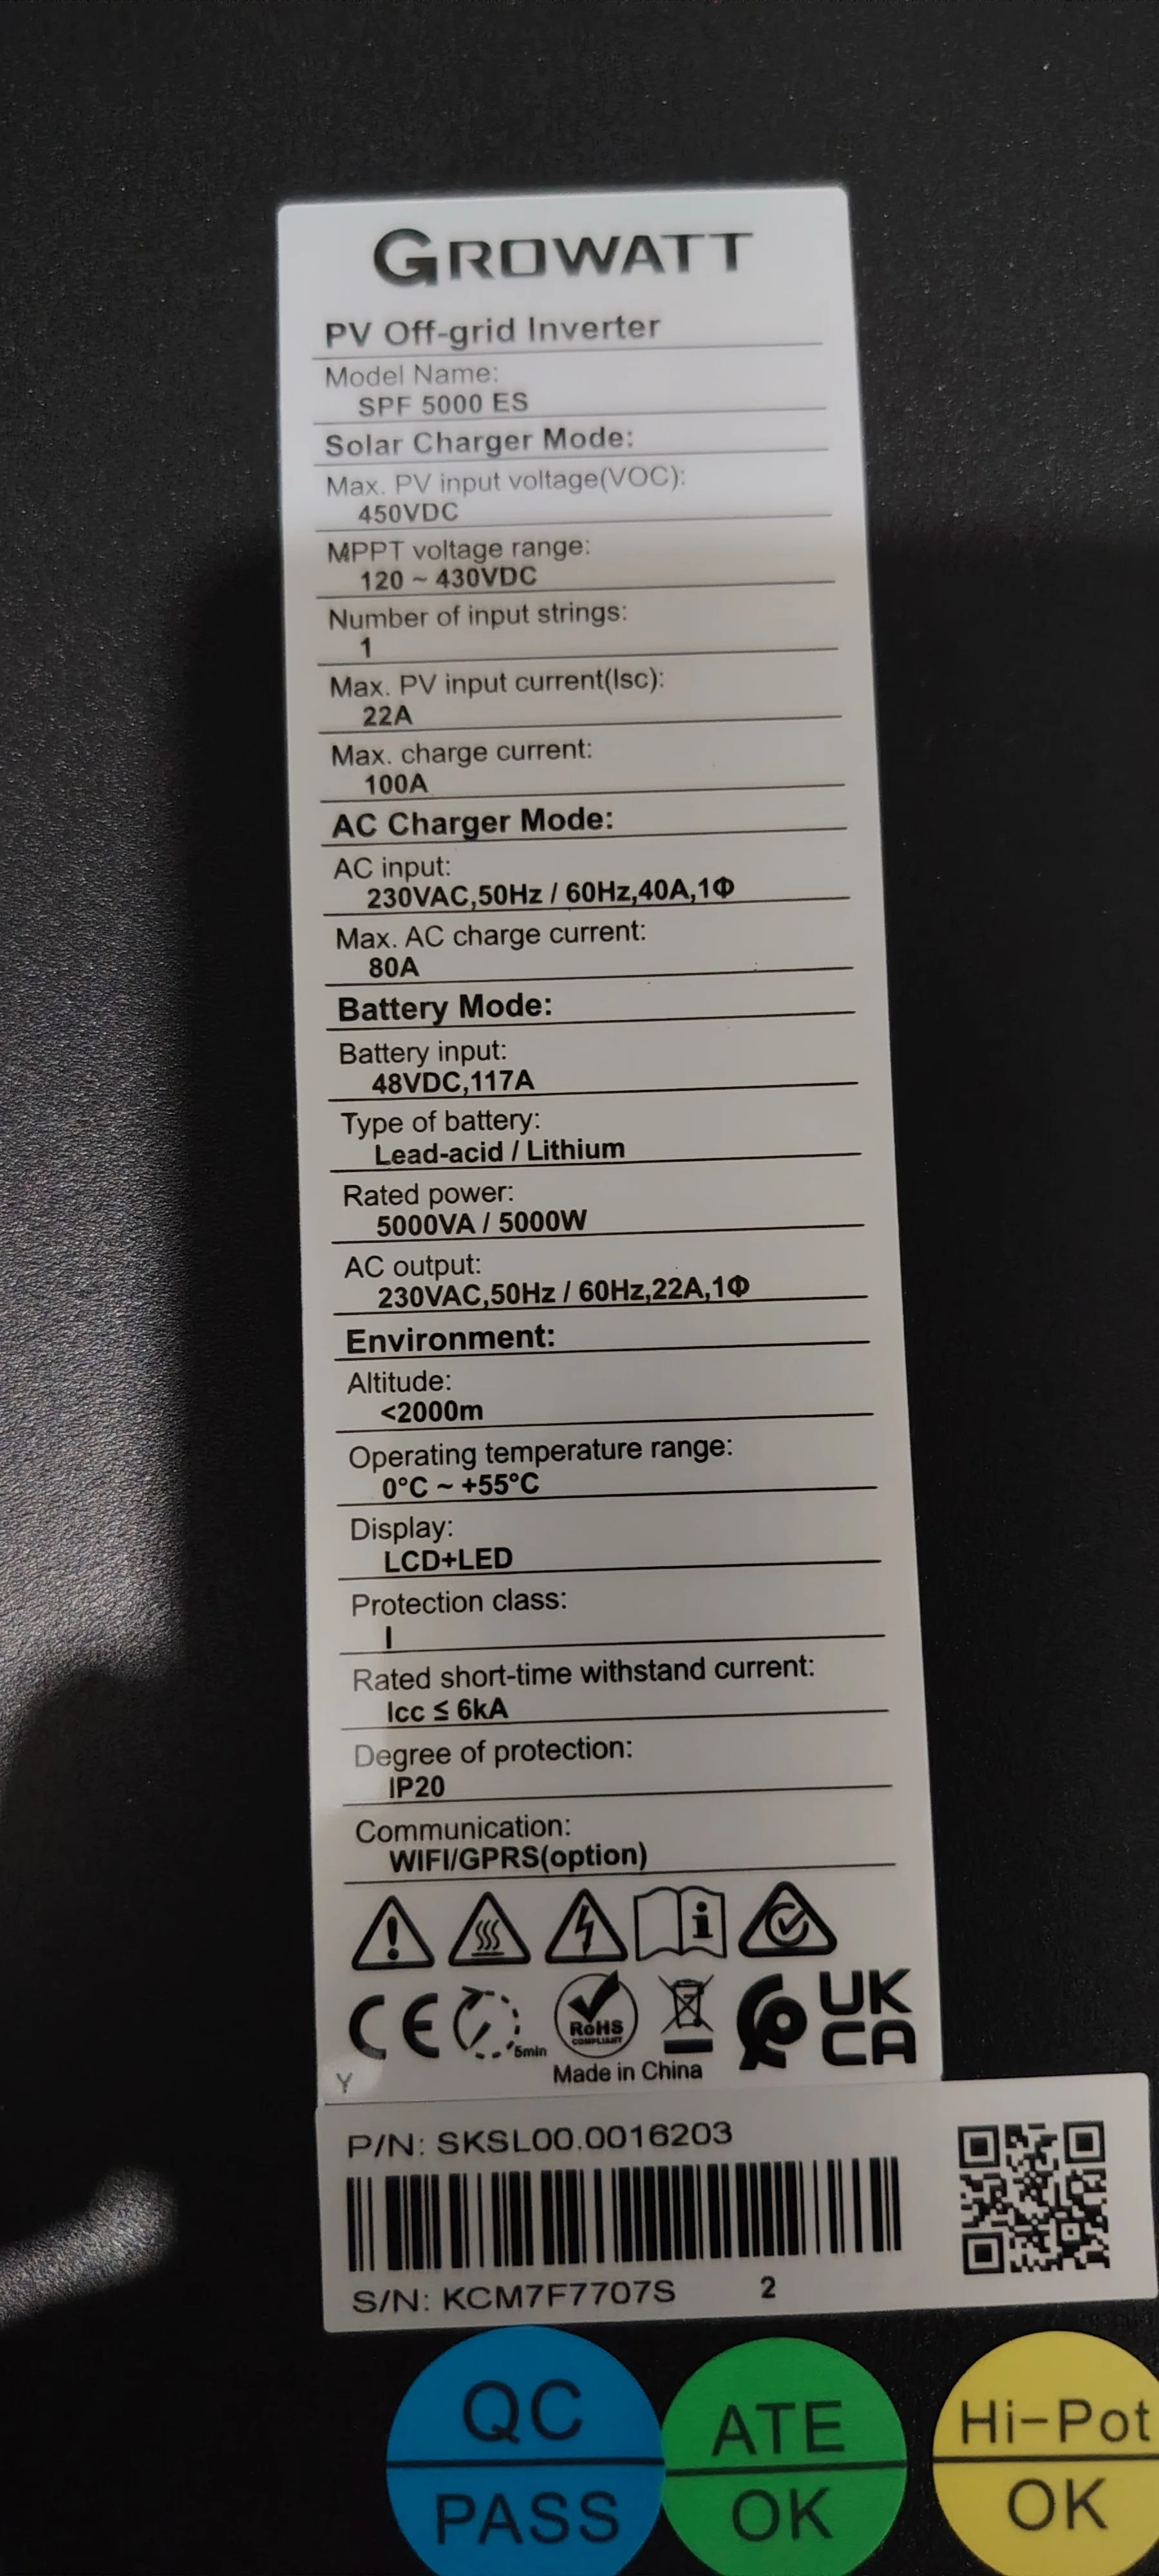 GROWATT
PV Off-grid Inverter
Model Name:
SPF 5000 ES
Solar Charger Mode:
Max. PV input voltage(VOC):
450VDC
MPPT voltage range:
120 ~ 430VDC
Number of input strings:
1
Max. PV input current(Isc):
22A
Max. charge current:
100A
AC Charger Mode:
AC input:
230VAC,50Hz / 60Hz,40A,1Φ
Max. AC charge current:
80A
Battery Mode:
Battery input:
48VDC,117A
Type of battery:
Lead-acid / Lithium
Rated power:
5000VA / 5000W
AC output:
230VAC,50Hz / 60Hz,22A,1Φ
Environment:
Altitude:
<2000m
Operating temperature range:
0°C ~ +55°C
Display:
LCD+LED
Protection class:
I
Rated short-time withstand current:
Icc ≤ 6kA
Degree of protection:
IP20
Communication:
WIFI/GPRS(option)
CE 5min RoHS COMPLIANT UK CA
Made in China
Y
P/N: SKSL00.0016203
S/N: KCM7F7707S 2
QC PASS
ATE OK
Hi-Pot OK